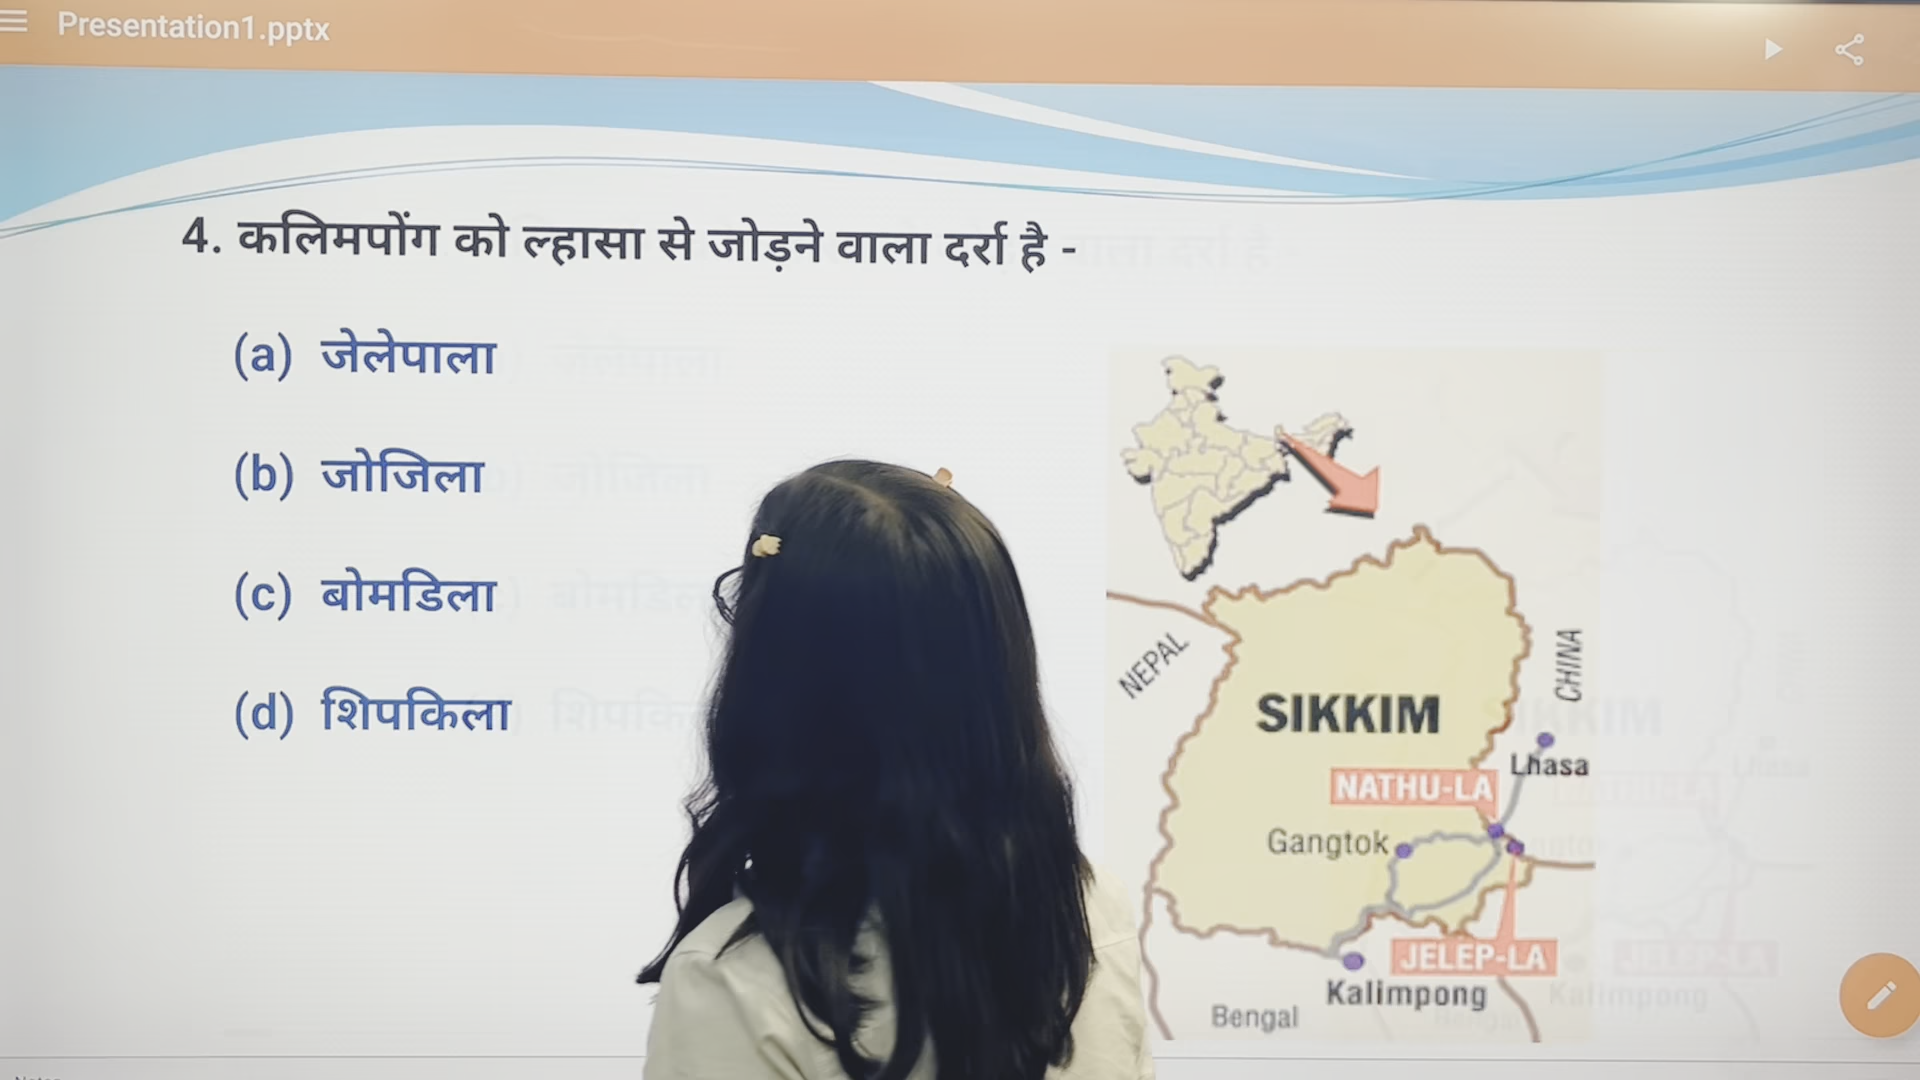 Presentation1.pptx
4. कलिमपोंग को ल्हासा से जोड़ने वाला दर्रा है -
(a) जेलेपाला
(b) जोजिला
(c) बोमडिला
(d) शिपकिला
NEPAL
CHINA
SIKKIM
Lhasa
NATHU-LA
Gangtok
JELEP-LA
Kalimpong
Bengal